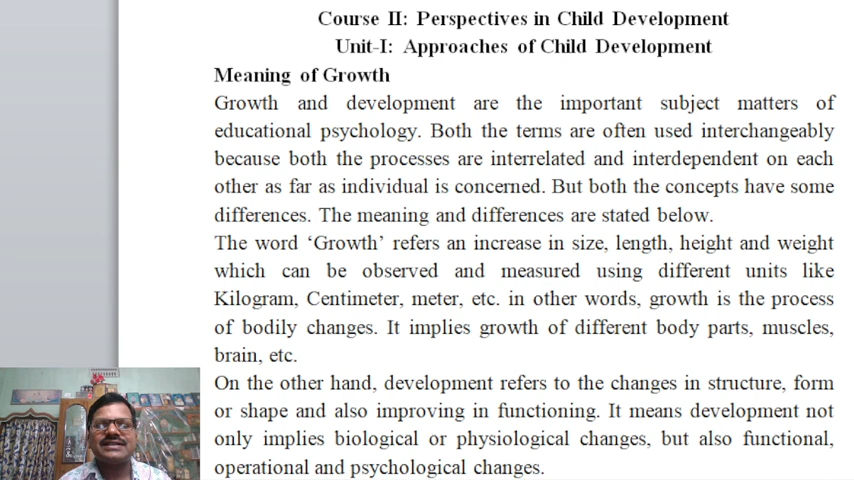 Course II: Perspectives in Child Development
Unit-I: Approaches of Child Development
Meaning of Growth
Growth and development are the important subject matters of
educational psychology. Both the terms are often used interchangeably
because both the processes are interrelated and interdependent on each
other as far as individual is concerned. But both the concepts have some
differences. The meaning and differences are stated below.
The word ‘Growth’ refers an increase in size, length, height and weight
which can be observed and measured using different units like
Kilogram, Centimeter, meter, etc. in other words, growth is the process
of bodily changes. It implies growth of different body parts, muscles,
brain, etc.
On the other hand, development refers to the changes in structure, form
or shape and also improving in functioning. It means development not
only implies biological or physiological changes, but also functional,
operational and psychological changes.